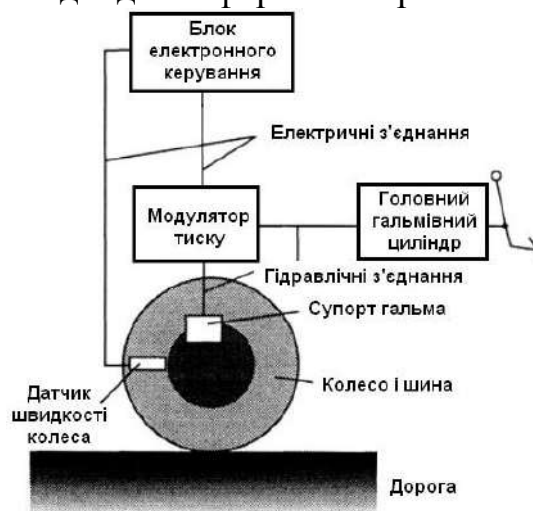 Блок
електронного
керування
Електричні з'єднання
Модулятор
тиску
Головний
гальмівний
циліндр
Гідравлічні з'єднання
Супорт гальма
Колесо і шина
Датчик
швидкості
колеса
Дорога